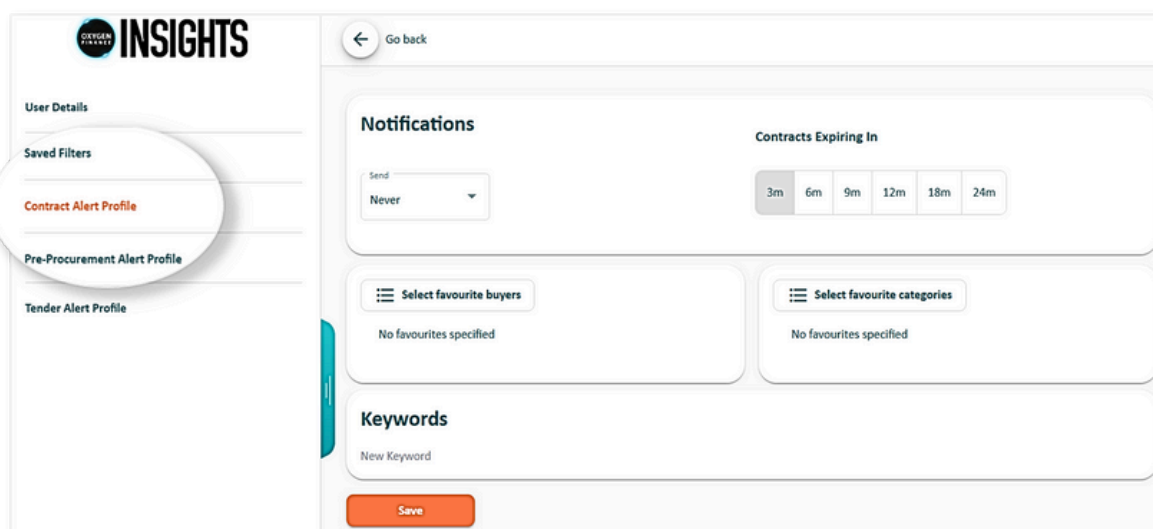 OXYGEN
FINANCE
INSIGHTS
Go back
User Details
Saved Filters
Contract Alert Profile
Pre-Procurement Alert Profile
Tender Alert Profile
Notifications
Send
Never
Contracts Expiring In
3m 6m 9m 12m 18m 24m
Select favourite buyers
No favourites specified
Select favourite categories
No favourites specified
Keywords
New Keyword
Save